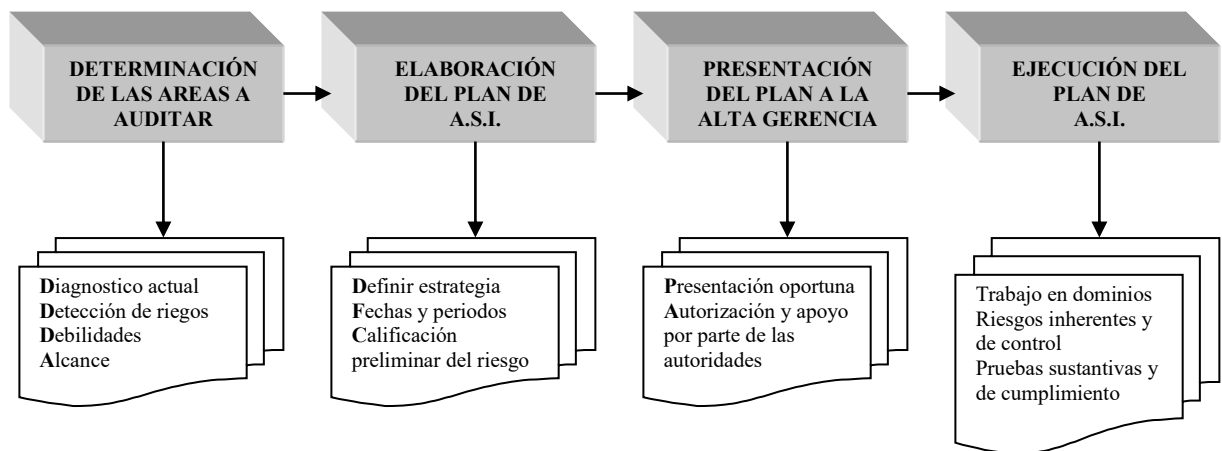 DETERMINACIÓN
DE LAS AREAS A
AUDITAR
ELABORACIÓN
DEL PLAN DE
A.S.I.
PRESENTACIÓN
DEL PLAN A LA
ALTA GERENCIA
EJECUCIÓN DEL
PLAN DE
A.S.I.
Diagnostico actual
Detección de riegos
Debilidades
Alcance
Definir estrategia
Fechas y periodos
Calificación
preliminar del riesgo
Presentación oportuna
Autorización y apoyo
por parte de las
autoridades
Trabajo en dominios
Riesgos inherentes y
de control
Pruebas sustantivas y
de cumplimiento